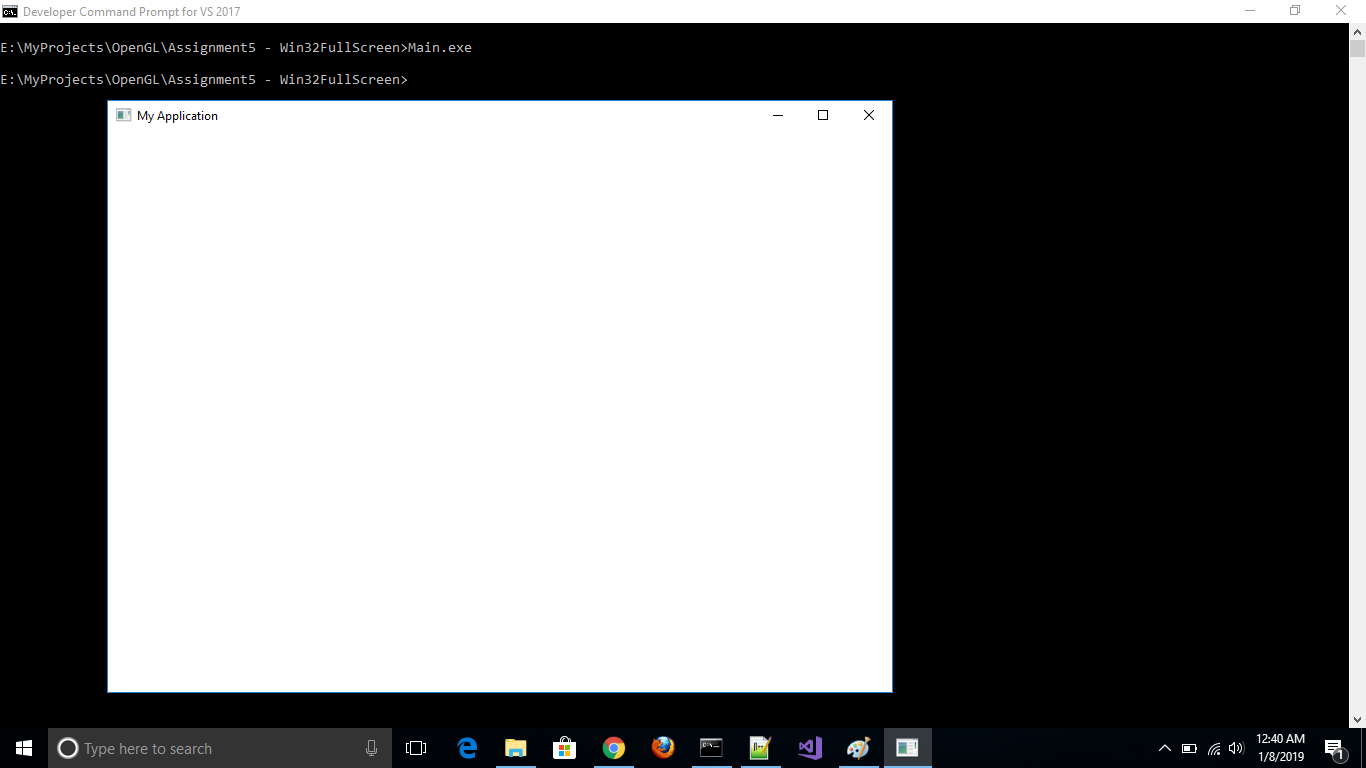 Developer Command Prompt for VS 2017
E:\MyProjects\OpenGL\Assignment5 - Win32FullScreen>Main.exe
E:\MyProjects\OpenGL\Assignment5 - Win32FullScreen>
My Application
Type here to search
12:40 AM
1/8/2019
1